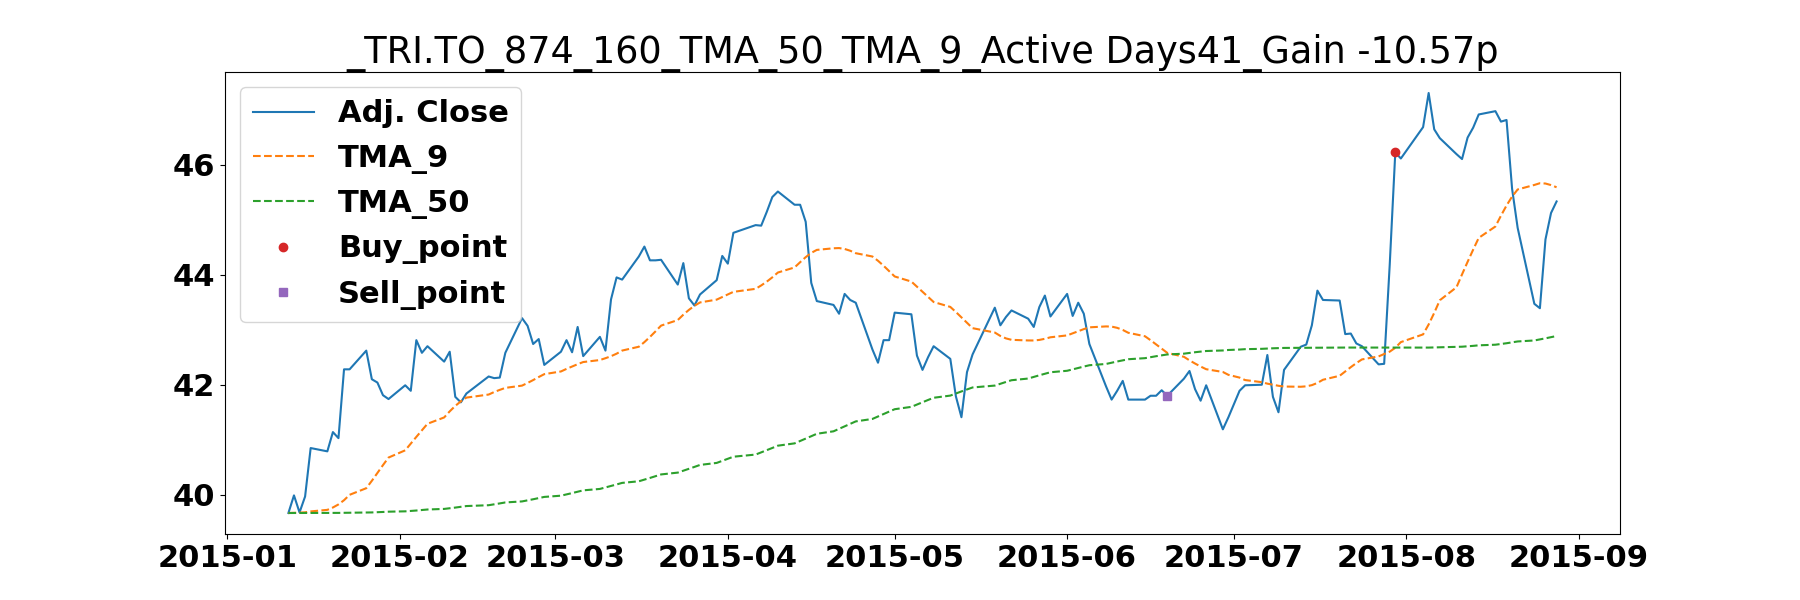 _TRI.TO_874_160_TMA_50_TMA_9_Active Days41_Gain -10.57p
Adj. Close
TMA_9
TMA_50
Buy_point
Sell_point
46
44
42
40
2015-01 2015-02 2015-03 2015-04 2015-05 2015-06 2015-07 2015-08 2015-09